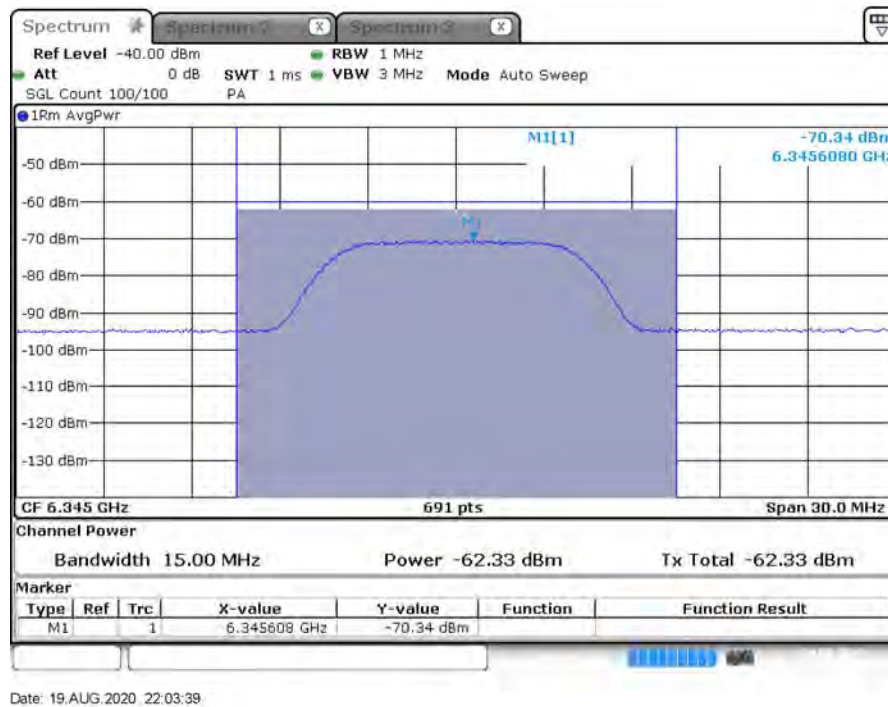 Spectrum Spectrum 2 X Spectrum 3 X
Ref Level -40.00 dBm RBW 1 MHz
Att 0 dB SWT 1 ms VBW 3 MHz Mode Auto Sweep
SGL Count 100/100 PA
1Rm AvgPwr
M1[1] -70.34 dBm
6.3456080 GHz
-50 dBm
-60 dBm
M1
-70 dBm
-80 dBm
-90 dBm
-100 dBm
-110 dBm
-120 dBm
-130 dBm
CF 6.345 GHz 691 pts Span 30.0 MHz
Channel Power
Bandwidth 15.00 MHz Power -62.33 dBm Tx Total -62.33 dBm
Marker
Type Ref Trc X-value Y-value Function Function Result
M1 1 6.345608 GHz -70.34 dBm
Date: 19.AUG.2020 22:03:39